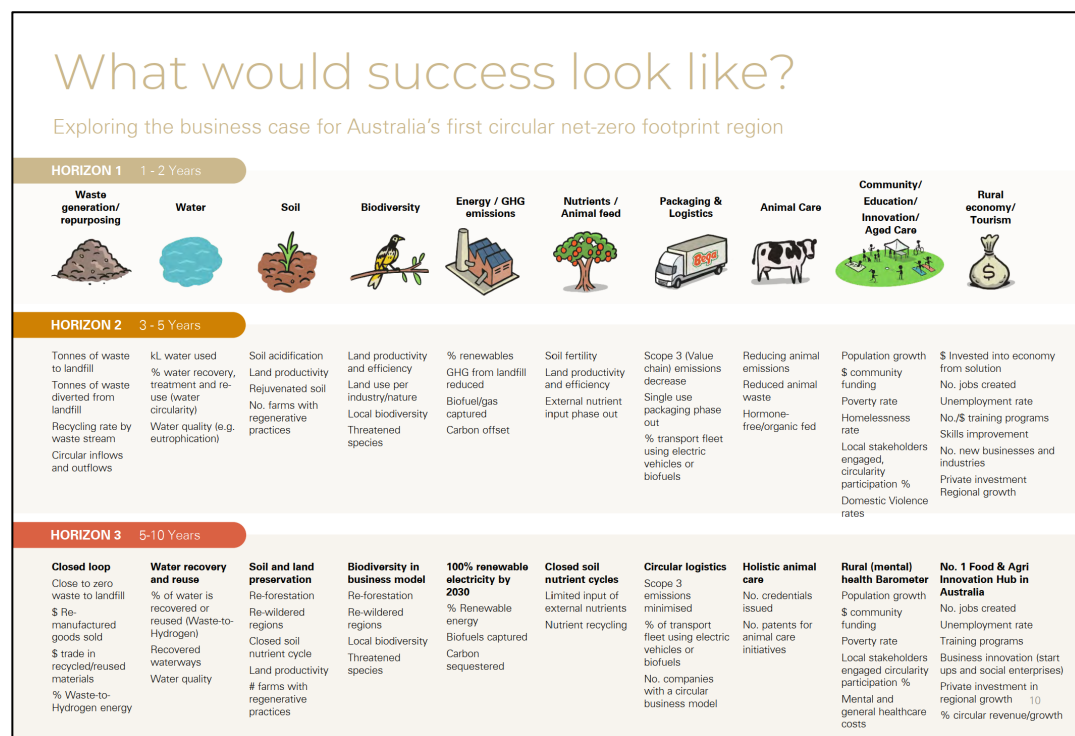 What would success look like?
Exploring the business case for Australia's first circular net-zero footprint region
HORIZON 1 1 - 2 Years
Waste
generation/
repurposing
Water
Soil
Biodiversity
Energy / GHG
emissions
Nutrients /
Animal feed
Packaging &
Logistics
Animal Care
Community/
Education/
Innovation/
Aged Care
Rural
economy/
Tourism
Bega
$
HORIZON 2 3 - 5 Years
Tonnes of waste
to landfill
Tonnes of waste
diverted from
landfill
Recycling rate by
waste stream
Circular inflows
and outflows
kL water used
% water recovery,
treatment and re-
use (water
circularity)
Water quality (e.g.
eutrophication)
Soil acidification
Land productivity
Rejuvenated soil
No. farms with
regenerative
practices
Land productivity
and efficiency
Land use per
industry/nature
Local biodiversity
Threatened
species
% renewables
GHG from landfill
reduced
Biofuel/gas
captured
Carbon offset
Soil fertility
Land productivity
and efficiency
External nutrient
input phase out
Scope 3 (Value
chain) emissions
decrease
Single use
packaging phase
out
% transport fleet
using electric
vehicles or
biofuels
Reducing animal
emissions
Reduced animal
waste
Hormone-
free/organic fed
Population growth
$ community
funding
Poverty rate
Homelessness
rate
Local stakeholders
engaged,
circularity
participation %
Domestic Violence
rates
$ Invested into economy
from solution
No. jobs created
Unemployment rate
No./$ training programs
Skills improvement
No. new businesses and
industries
Private investment
Regional growth
HORIZON 3 5-10 Years
Closed loop
Close to zero
waste to landfill
$ Re-
manufactured
goods sold
$ trade in
recycled/reused
materials
% Waste-to-
Hydrogen energy
Water recovery
and reuse
% of water is
recovered or
reused (Waste-to-
Hydrogen)
Recovered
waterways
Water quality
Soil and land
preservation
Re-forestation
Re-wildered
regions
Closed soil
nutrient cycle
Land productivity
# farms with
regenerative
practices
Biodiversity in
business model
Re-forestation
Re-wildered
regions
Local biodiversity
Threatened
species
100% renewable
electricity by
2030
% Renewable
energy
Biofuels captured
Carbon
sequestered
Closed soil
nutrient cycles
Limited input of
external nutrients
Nutrient recycling
Circular logistics
Scope 3
emissions
minimised
% of transport
fleet using electric
vehicles or
biofuels
No. companies
with a circular
business model
Holistic animal
care
No. credentials
issued
No. patents for
animal care
initiatives
Rural (mental)
health Barometer
Population growth
$ community
funding
Poverty rate
Local stakeholders
engaged circularity
participation %
Mental and
general healthcare
costs
No. 1 Food & Agri
Innovation Hub in
Australia
No. jobs created
Unemployment rate
Training programs
Business innovation (start
ups and social enterprises)
Private investment in
regional growth
% circular revenue/growth
10